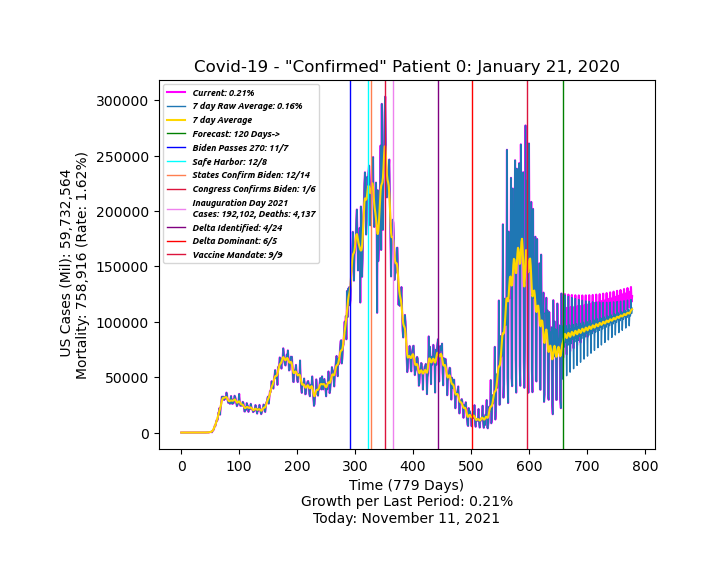 Covid-19 - "Confirmed" Patient 0: January 21, 2020
Current: 0.21%
7 day Raw Average: 0.16%
7 day Average
Forecast: 120 Days->
Biden Passes 270: 11/7
Safe Harbor: 12/8
States Confirm Biden: 12/14
Congress Confirms Biden: 1/6
Inauguration Day 2021
Cases: 192,102, Deaths: 4,137
Delta Identified: 4/24
Delta Dominant: 6/5
Vaccine Mandate: 9/9
300000
250000
200000
150000
100000
50000
0
US Cases (Mil): 59,732,564
Mortality: 758,916 (Rate: 1.62%)
0 100 200 300 400 500 600 700 800
Time (779 Days)
Growth per Last Period: 0.21%
Today: November 11, 2021